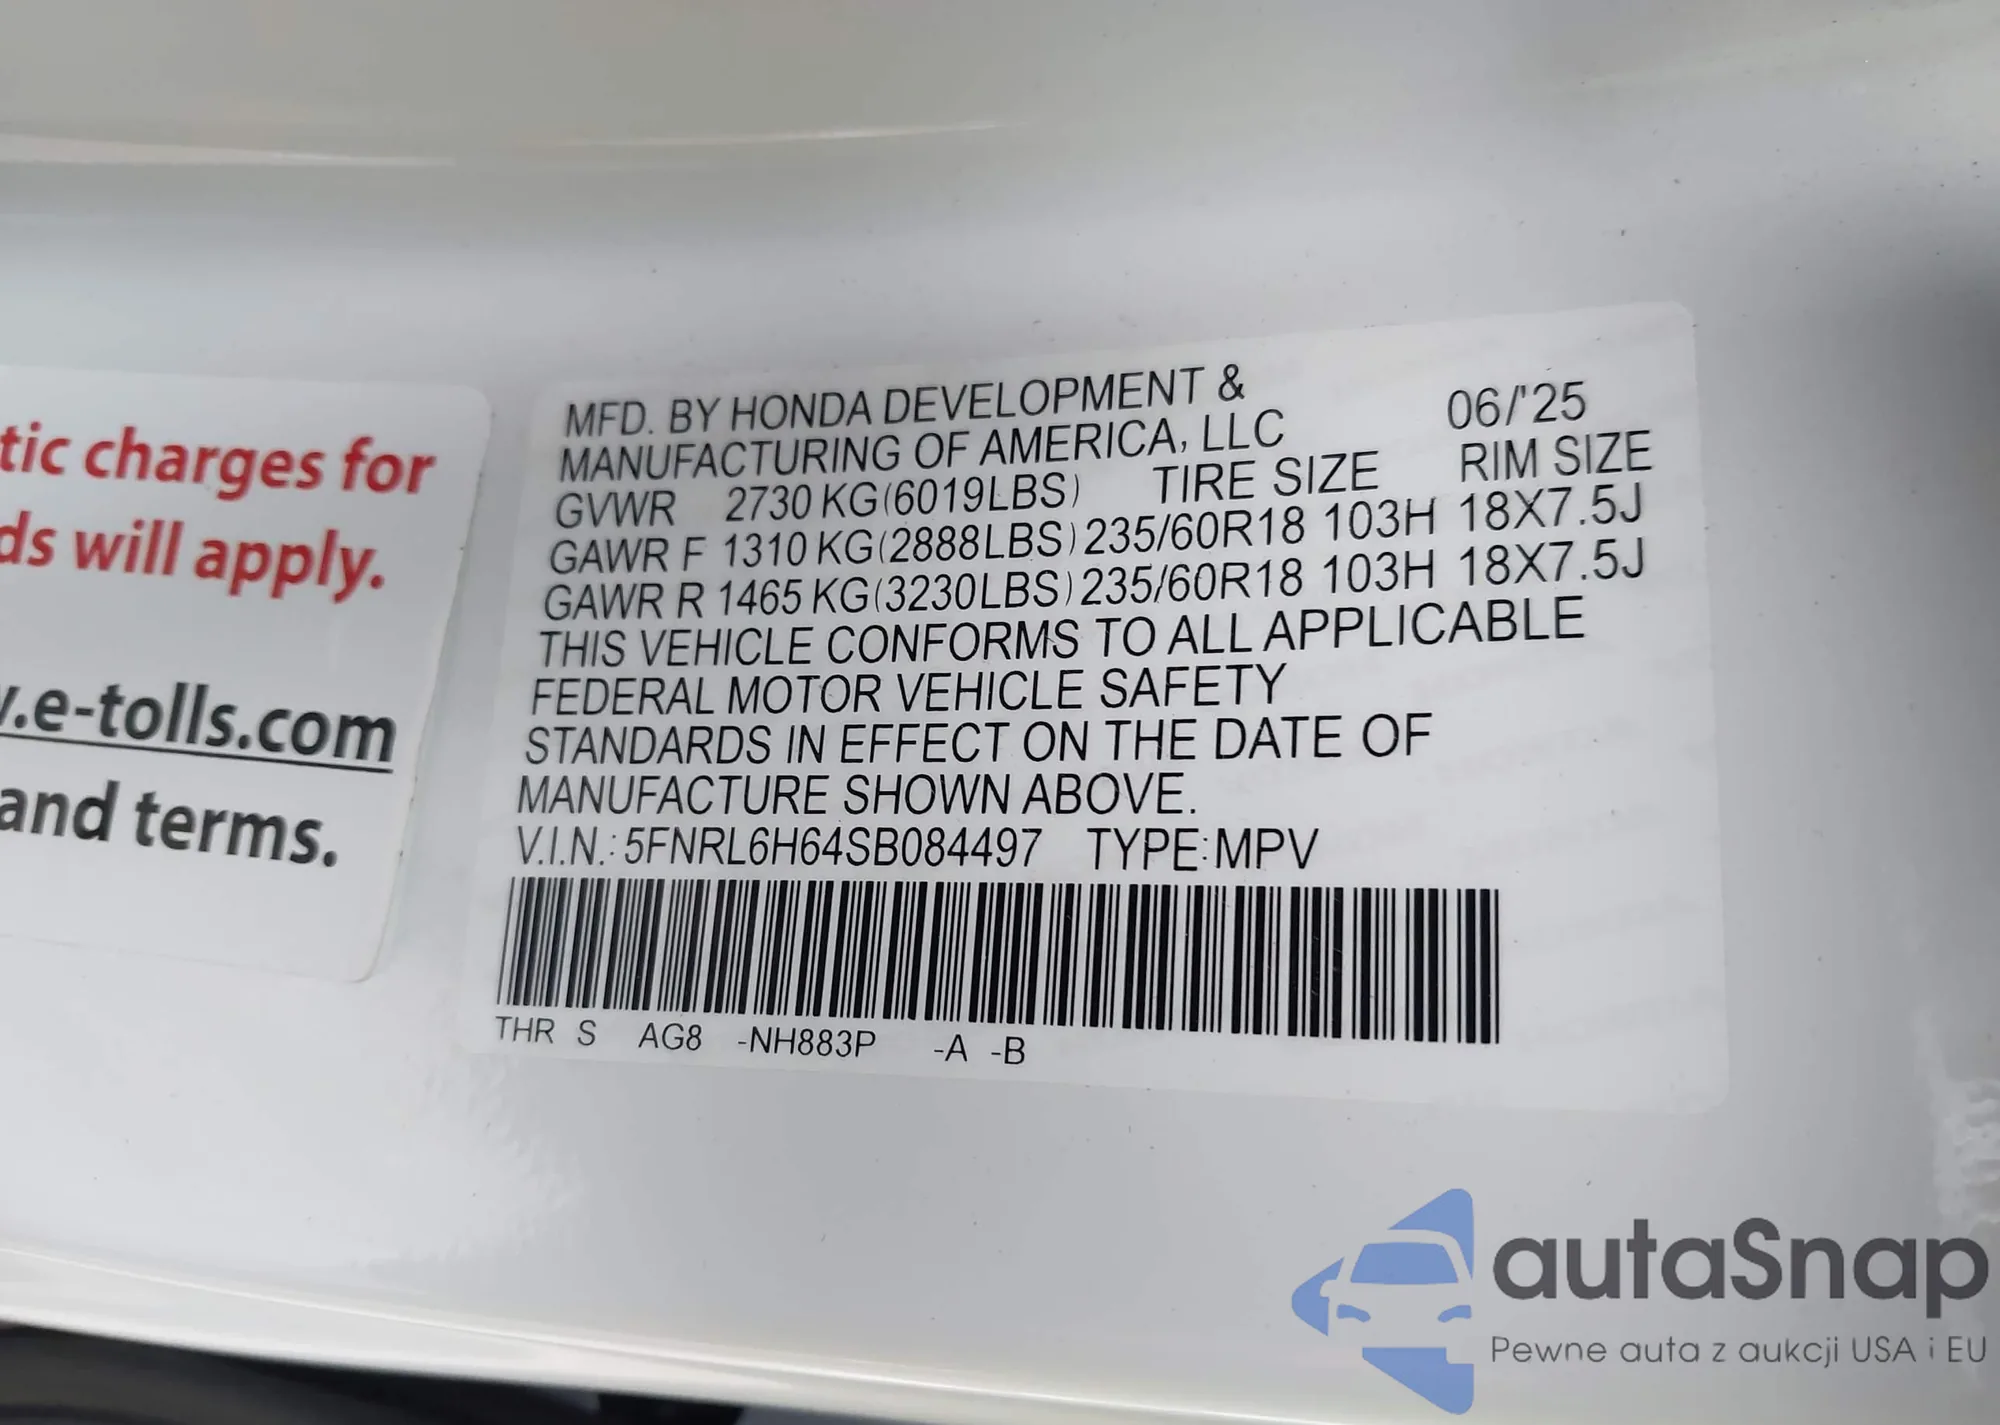 tic charges for
ds will apply.
.e-tolls.com
and terms.
MFD. BY HONDA DEVELOPMENT &
MANUFACTURING OF AMERICA, LLC 06/'25
GVWR 2730 KG(6019LBS) TIRE SIZE RIM SIZE
GAWR F 1310 KG(2888LBS) 235/60R18 103H 18X7.5J
GAWR R 1465 KG(3230LBS) 235/60R18 103H 18X7.5J
THIS VEHICLE CONFORMS TO ALL APPLICABLE
FEDERAL MOTOR VEHICLE SAFETY
STANDARDS IN EFFECT ON THE DATE OF
MANUFACTURE SHOWN ABOVE.
V.I.N.: 5FNRL6H64SB084497 TYPE:MPV
THR S AG8 -NH883P -A -B
autaSnap
Pewne auta z aukcji USA i EU